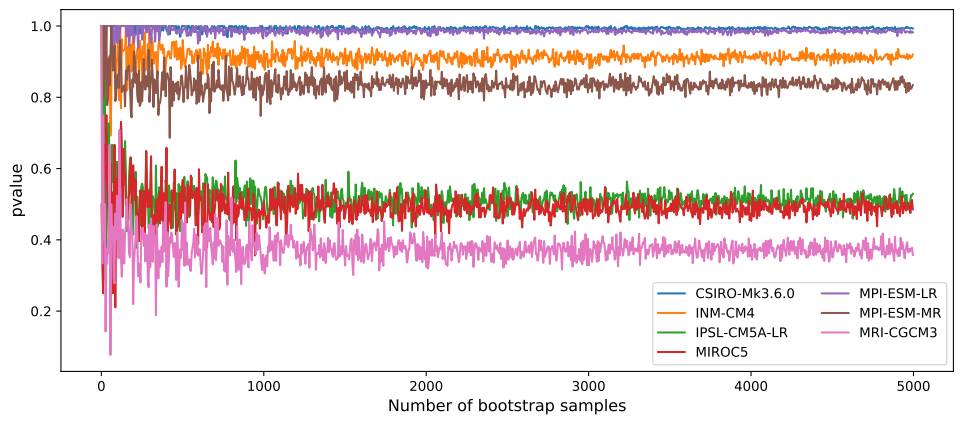 1.0
0.8
0.6
0.4
0.2
pvalue
0
1000
2000
3000
4000
5000
Number of bootstrap samples
CSIRO-Mk3.6.0
INM-CM4
IPSL-CM5A-LR
MIROC5
MPI-ESM-LR
MPI-ESM-MR
MRI-CGCM3